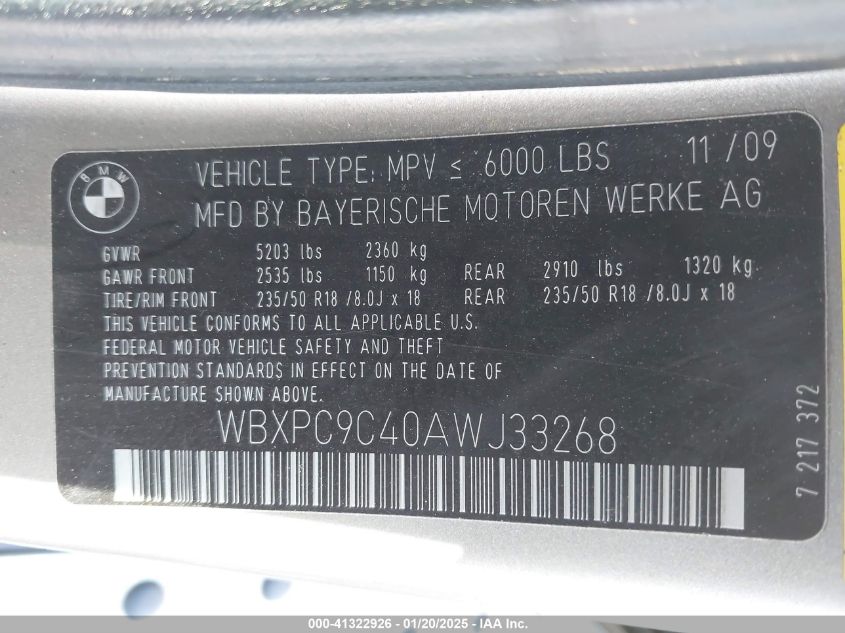 BMW
VEHICLE TYPE: MPV ≤ 6000 LBS 11/09
MFD BY BAYERISCHE MOTOREN WERKE AG
GVWR 5203 lbs 2360 kg
GAWR FRONT 2535 lbs 1150 kg REAR 2910 lbs 1320 kg
TIRE/RIM FRONT 235/50 R18 /8.0J x 18 REAR 235/50 R18 /8.0J x 18
THIS VEHICLE CONFORMS TO ALL APPLICABLE U.S.
FEDERAL MOTOR VEHICLE SAFETY AND THEFT
PREVENTION STANDARDS IN EFFECT ON THE DATE OF
MANUFACTURE SHOWN ABOVE.
WBXPC9C40AWJ33268
7 217 372
000-41322926 - 01/20/2025 - IAA Inc.